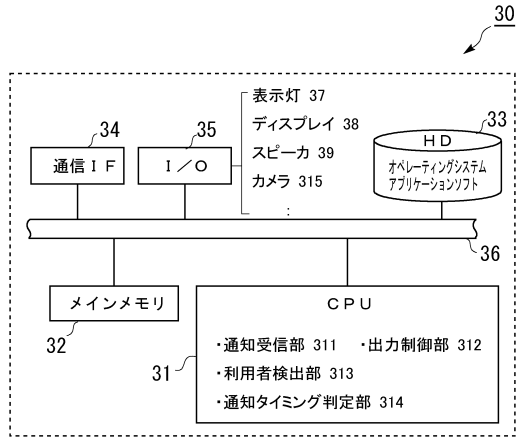 30
34
通信ＩＦ
35
Ｉ／Ｏ
表示灯 37
ディスプレイ 38
スピーカ 39
カメラ 315
：
33
ＨＤ
オペレーティングシステム
アプリケーションソフト
36
メインメモリ
32
ＣＰＵ
31
・通知受信部 311 ・出力制御部 312
・利用者検出部 313
・通知タイミング判定部 314